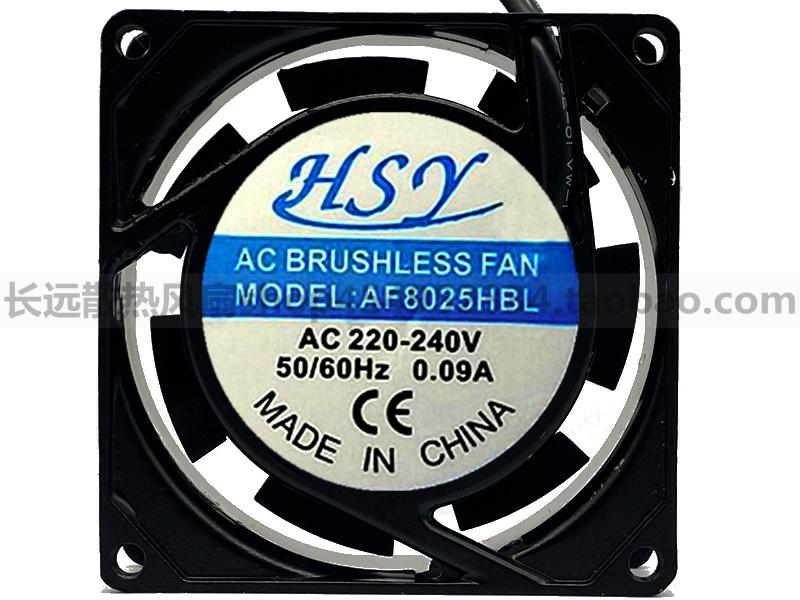 HSY
AC BRUSHLESS FAN
MODEL:AF8025HBL
长远散热风扇 .taobao.com
AC 220-240V
50/60Hz 0.09A
CE
MADE IN CHINA